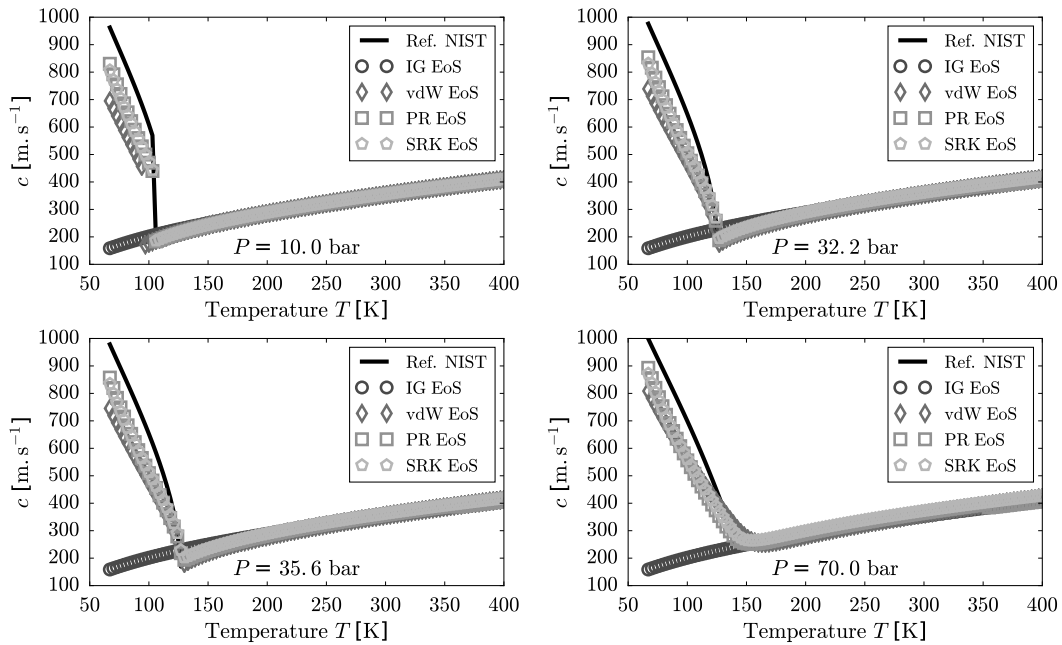 1000
900
800
700
600
500
400
300
200
100
c [m.s⁻¹]
50 100 150 200 250 300 350 400
Temperature T [K]
Ref. NIST
IG EoS
vdW EoS
PR EoS
SRK EoS
P = 10.0 bar
1000
900
800
700
600
500
400
300
200
100
c [m.s⁻¹]
50 100 150 200 250 300 350 400
Temperature T [K]
Ref. NIST
IG EoS
vdW EoS
PR EoS
SRK EoS
P = 32.2 bar
1000
900
800
700
600
500
400
300
200
100
c [m.s⁻¹]
50 100 150 200 250 300 350 400
Temperature T [K]
Ref. NIST
IG EoS
vdW EoS
PR EoS
SRK EoS
P = 35.6 bar
1000
900
800
700
600
500
400
300
200
100
c [m.s⁻¹]
50 100 150 200 250 300 350 400
Temperature T [K]
Ref. NIST
IG EoS
vdW EoS
PR EoS
SRK EoS
P = 70.0 bar